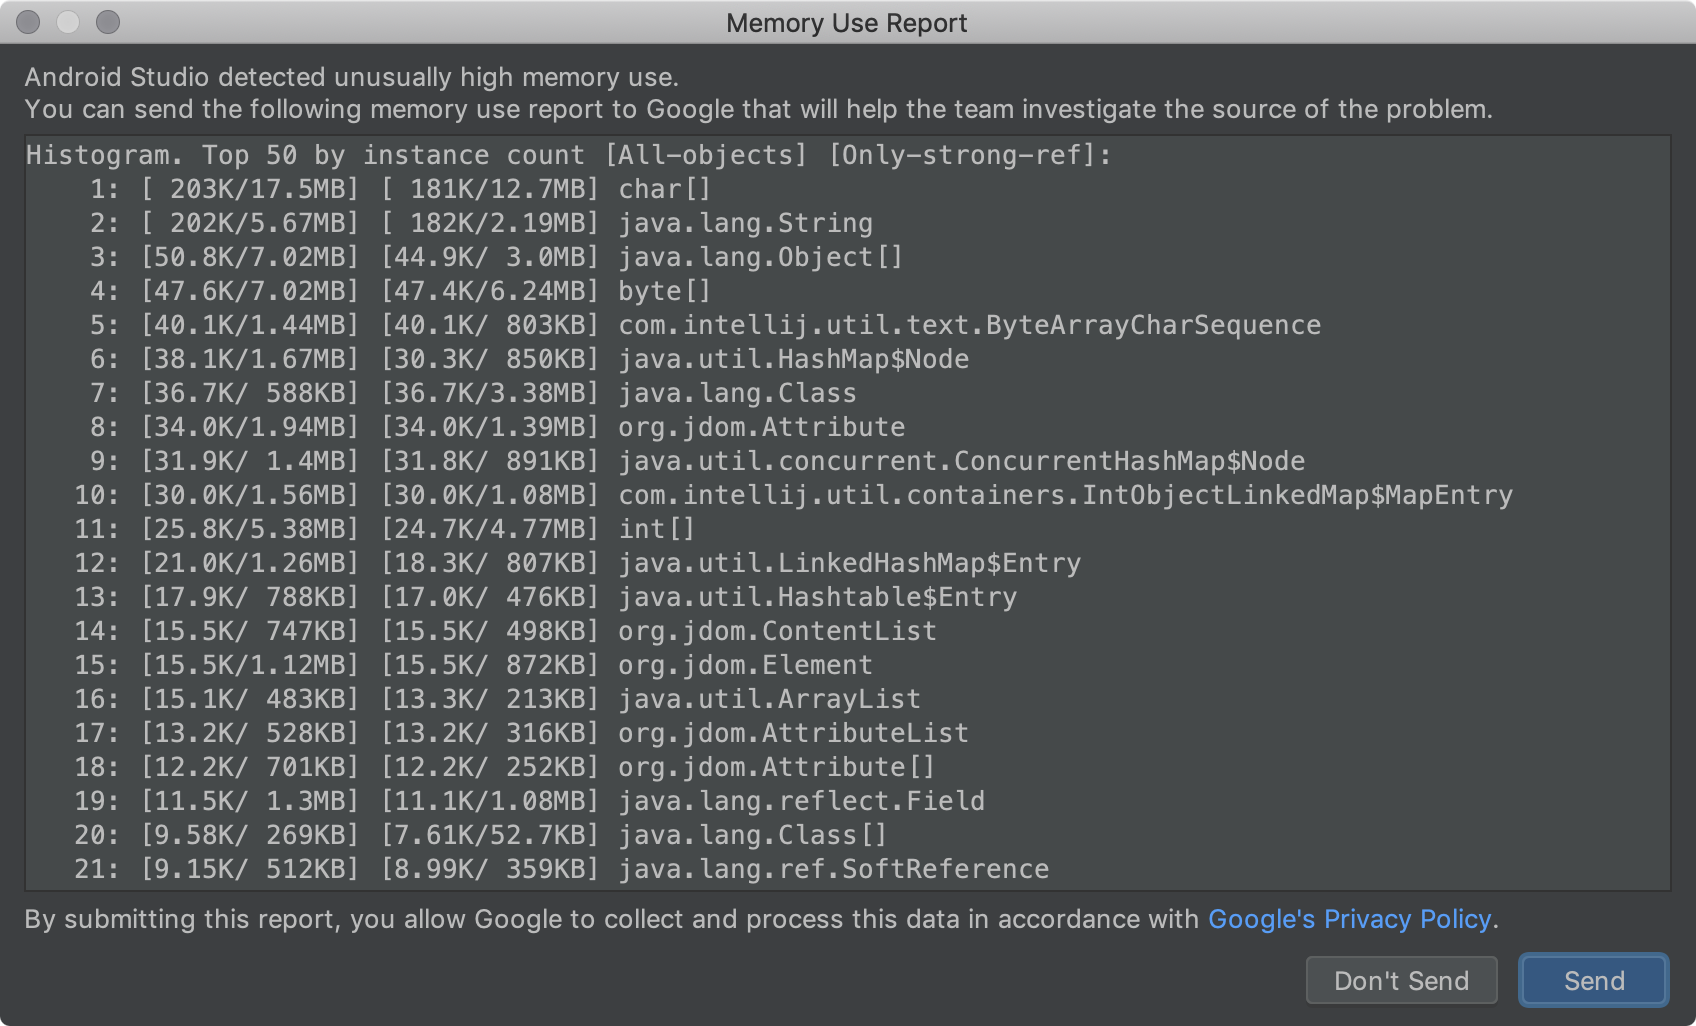 Memory Use Report
Android Studio detected unusually high memory use.
You can send the following memory use report to Google that will help the team investigate the source of the problem.
Histogram. Top 50 by instance count [All-objects] [Only-strong-ref]:
1: [ 203K/17.5MB] [ 181K/12.7MB] char[]
2: [ 202K/5.67MB] [ 182K/2.19MB] java.lang.String
3: [50.8K/7.02MB] [44.9K/ 3.0MB] java.lang.Object[]
4: [47.6K/7.02MB] [47.4K/6.24MB] byte[]
5: [40.1K/1.44MB] [40.1K/ 803KB] com.intellij.util.text.ByteArrayCharSequence
6: [38.1K/1.67MB] [30.3K/ 850KB] java.util.HashMap$Node
7: [36.7K/ 588KB] [36.7K/3.38MB] java.lang.Class
8: [34.0K/1.94MB] [34.0K/1.39MB] org.jdom.Attribute
9: [31.9K/ 1.4MB] [31.8K/ 891KB] java.util.concurrent.ConcurrentHashMap$Node
10: [30.0K/1.56MB] [30.0K/1.08MB] com.intellij.util.containers.IntObjectLinkedMap$MapEntry
11: [25.8K/5.38MB] [24.7K/4.77MB] int[]
12: [21.0K/1.26MB] [18.3K/ 807KB] java.util.LinkedHashMap$Entry
13: [17.9K/ 788KB] [17.0K/ 476KB] java.util.Hashtable$Entry
14: [15.5K/ 747KB] [15.5K/ 498KB] org.jdom.ContentList
15: [15.5K/1.12MB] [15.5K/ 872KB] org.jdom.Element
16: [15.1K/ 483KB] [13.3K/ 213KB] java.util.ArrayList
17: [13.2K/ 528KB] [13.2K/ 316KB] org.jdom.AttributeList
18: [12.2K/ 701KB] [12.2K/ 252KB] org.jdom.Attribute[]
19: [11.5K/ 1.3MB] [11.1K/1.08MB] java.lang.reflect.Field
20: [9.58K/ 269KB] [7.61K/52.7KB] java.lang.Class[]
21: [9.15K/ 512KB] [8.99K/ 359KB] java.lang.ref.SoftReference
By submitting this report, you allow Google to collect and process this data in accordance with Google's Privacy Policy.
Don't Send
Send